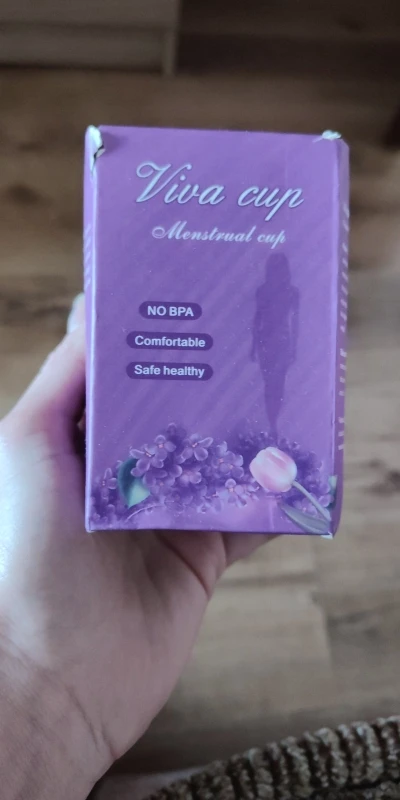 Viva cup
Menstrual cup
NO BPA
Comfortable
Safe healthy